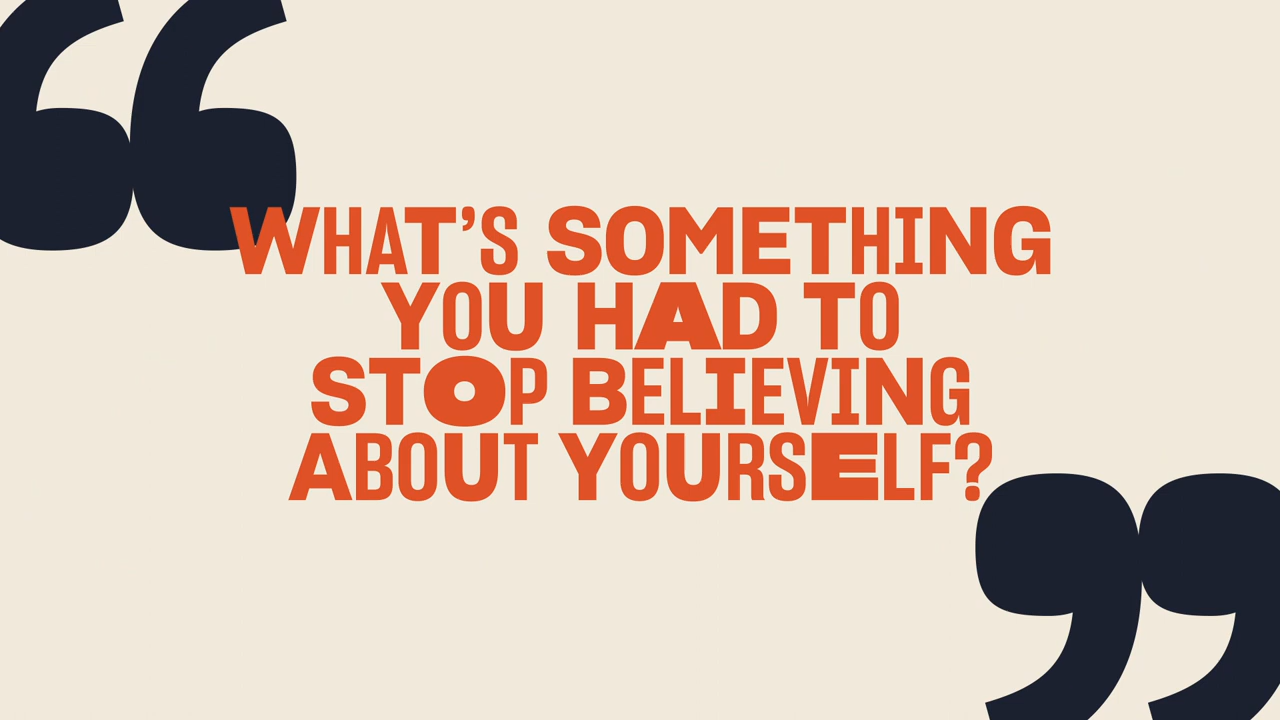 “
WHAT’S SOMETHING
YOU HAD TO
STOP BELIEVING
ABOUT YOURSELF?
”